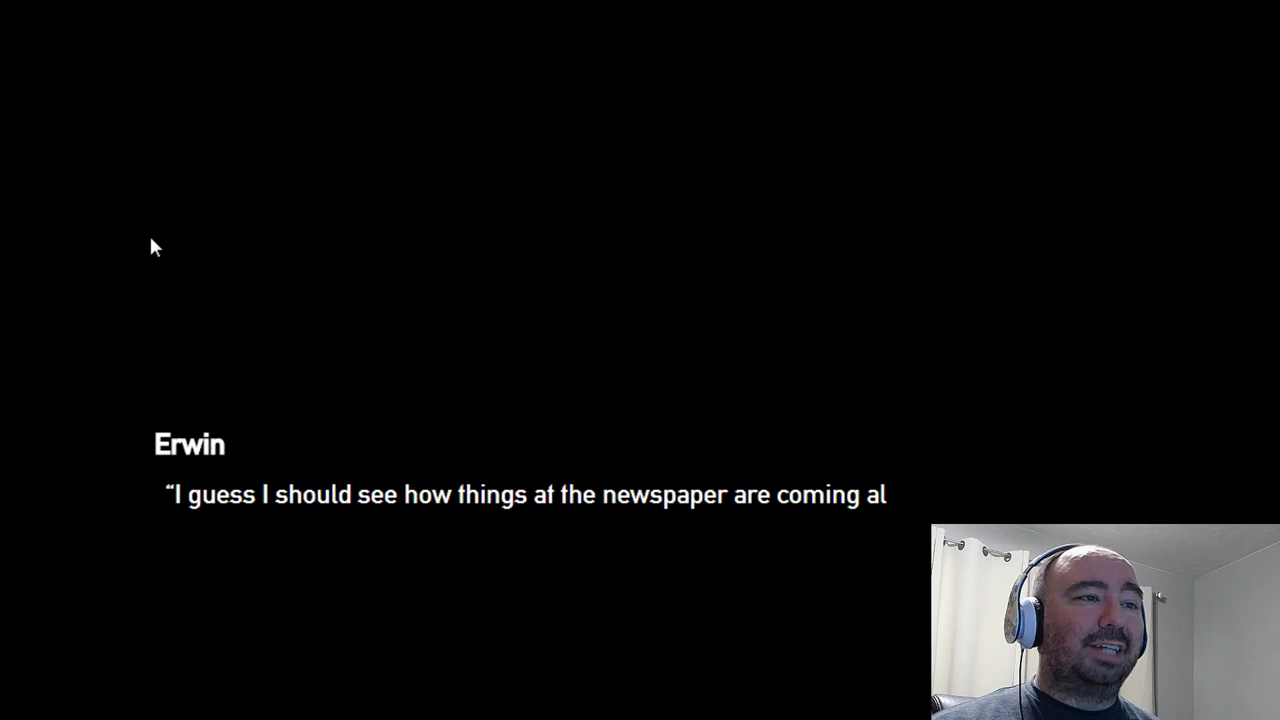 Erwin
“I guess I should see how things at the newspaper are coming al